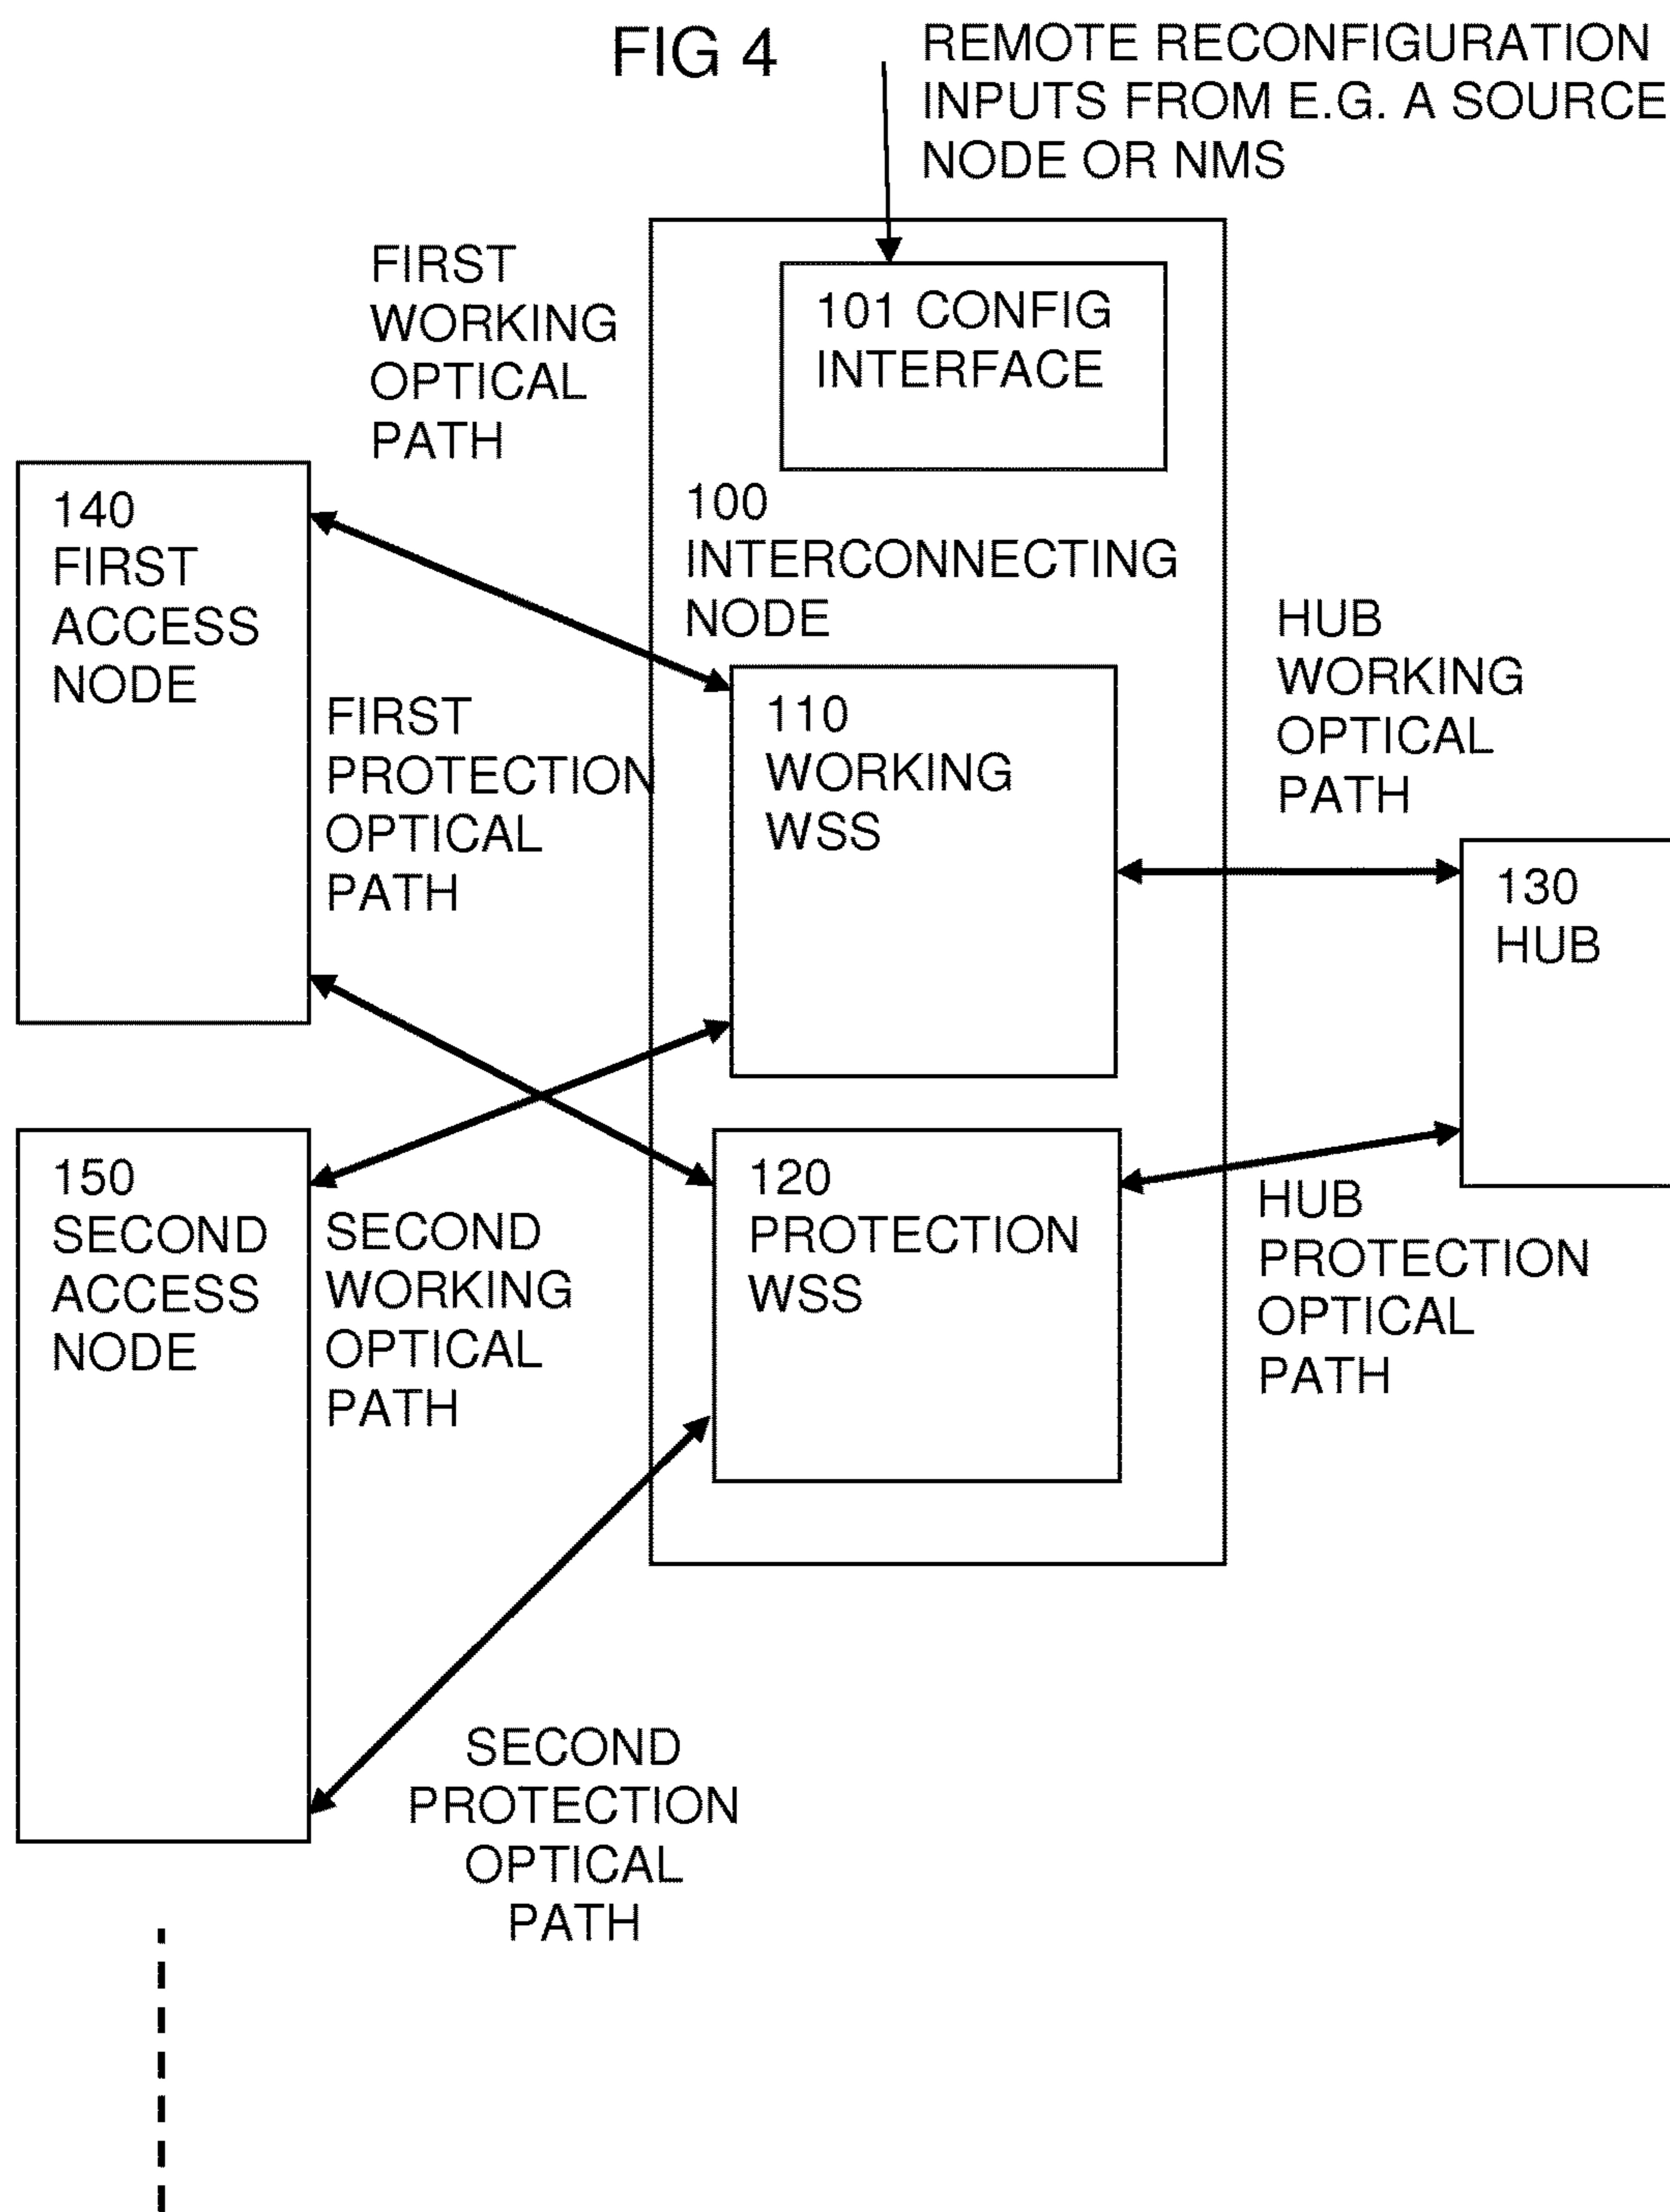 FIG 4
REMOTE RECONFIGURATION
INPUTS FROM E.G. A SOURCE
NODE OR NMS
FIRST
WORKING
OPTICAL
PATH
101 CONFIG
INTERFACE
140
FIRST
ACCESS
NODE
100
INTERCONNECTING
NODE
HUB
WORKING
OPTICAL
PATH
FIRST
PROTECTION
OPTICAL
PATH
110
WORKING
WSS
130
HUB
150
SECOND
ACCESS
NODE
SECOND
WORKING
OPTICAL
PATH
120
PROTECTION
WSS
HUB
PROTECTION
OPTICAL
PATH
SECOND
PROTECTION
OPTICAL
PATH